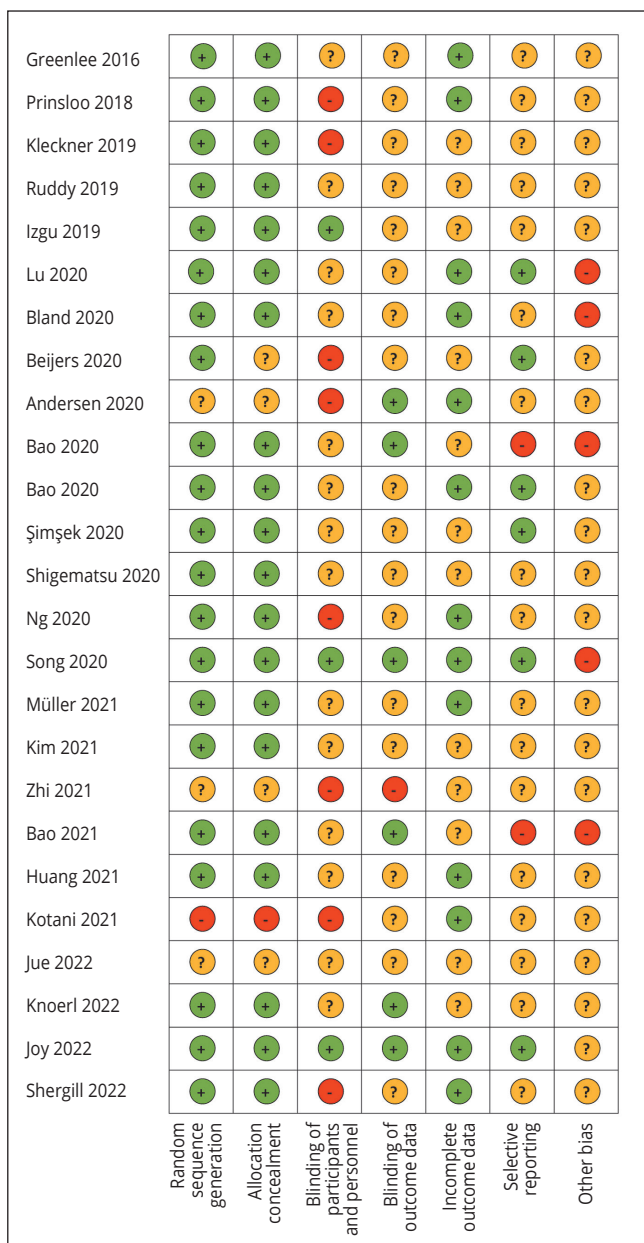 Greenlee 2016 + + ? ? + ? ?
Prinsloo 2018 + + - ? + ? ?
Kleckner 2019 + + - ? ? ? ?
Ruddy 2019 + + ? ? ? ? ?
Izgu 2019 + + + ? ? ? ?
Lu 2020 + + ? ? + + -
Bland 2020 + + ? ? + ? -
Beijers 2020 + ? - ? ? + ?
Andersen 2020 ? ? - + + ? ?
Bao 2020 + + ? + ? - -
Bao 2020 + + ? ? + + ?
Şimşek 2020 + + ? ? ? + ?
Shigematsu 2020 + + ? ? ? ? ?
Ng 2020 + + - ? + ? ?
Song 2020 + + + + + + -
Müller 2021 + + ? ? + ? ?
Kim 2021 + + ? ? ? ? ?
Zhi 2021 ? ? - - ? ? ?
Bao 2021 + + ? + ? - -
Huang 2021 + + ? ? + ? ?
Kotani 2021 - - - ? + ? ?
Jue 2022 ? ? ? ? ? ? ?
Knoerl 2022 + + ? + ? ? ?
Joy 2022 + + + + + + ?
Shergill 2022 + + - ? + ? ?
Random
sequence
generation
Allocation
concealment
Blinding of
participants
and personnel
Blinding of
outcome data
Incomplete
outcome data
Selective
reporting
Other bias